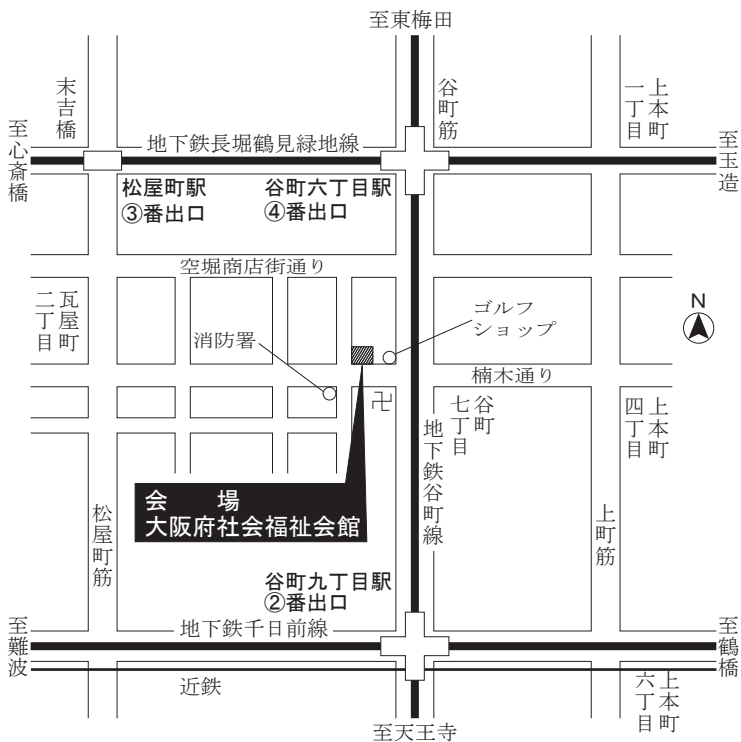 至東梅田
末吉橋
谷町筋
上本町
一丁目
至心斎橋
地下鉄長堀鶴見緑地線
至玉造
松屋町駅
③番出口
谷町六丁目駅
④番出口
空堀商店街通り
瓦屋町
二丁目
消防署
ゴルフ
ショップ
N
楠木通り
卍
谷町
七丁目
上本町
四丁目
地下鉄谷町線
会　場
大阪府社会福祉会館
松屋町筋
上町筋
谷町九丁目駅
②番出口
至難波
地下鉄千日前線
至鶴橋
近鉄
上本町
六丁目
至天王寺